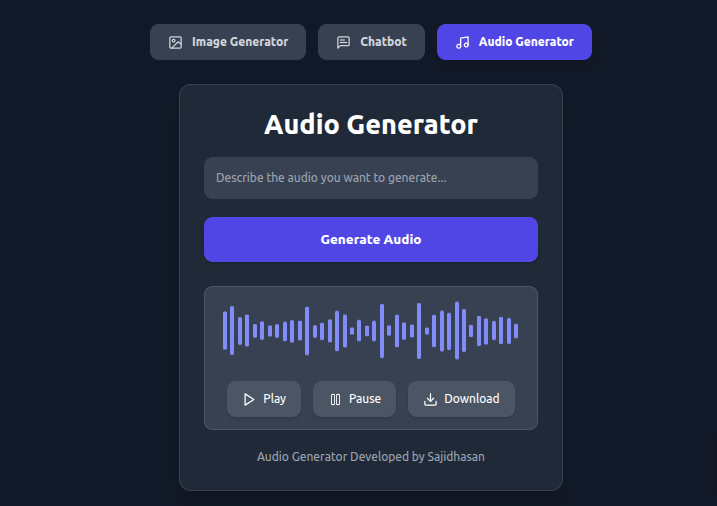 Image Generator
Chatbot
Audio Generator
Audio Generator
Describe the audio you want to generate...
Generate Audio
Play
Pause
Download
Audio Generator Developed by Sajidhasan